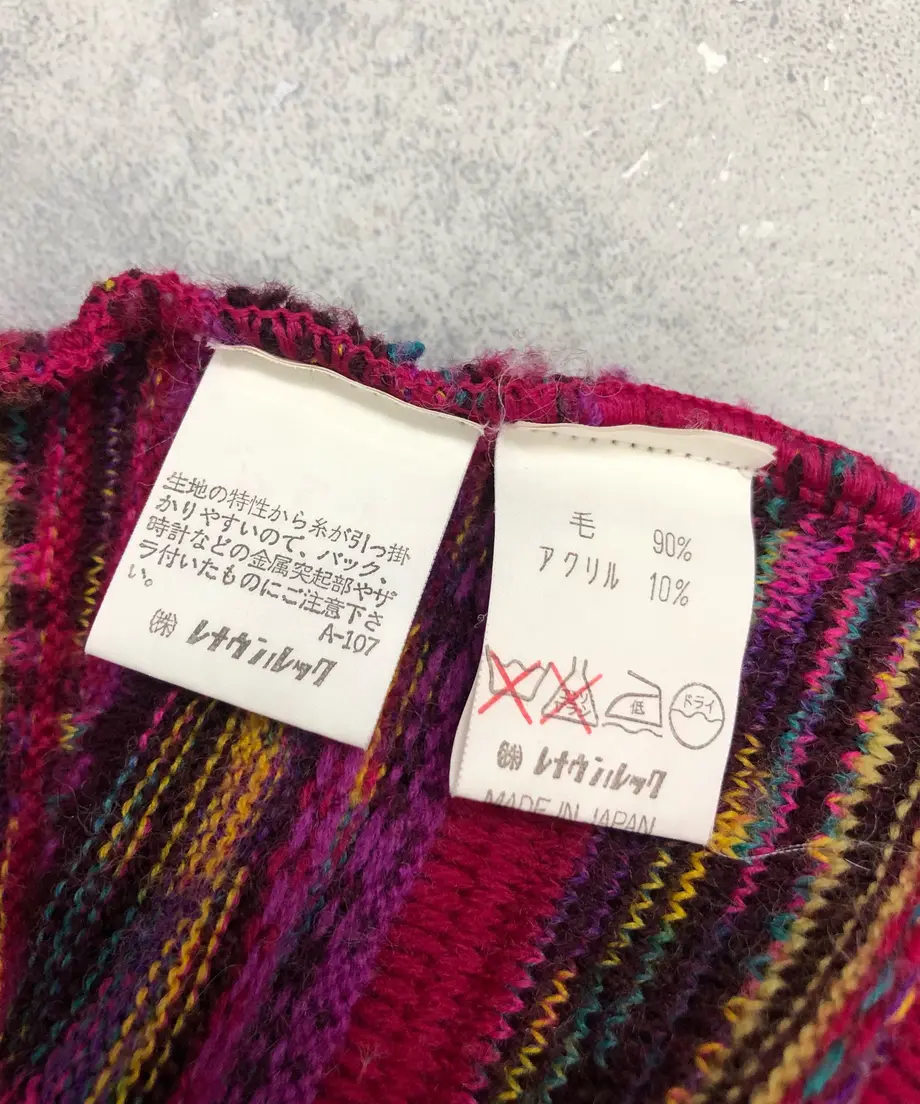 生地の特性から糸が引っ掛
かりやすいので、バック、
時計などの金属突起部やザ
ラ付いたものにご注意下さ
い。
A-107
㈱ レナウンルック
毛 90%
アクリル 10%
低 ドライ
㈱ レナウンルック
MADE IN JAPAN